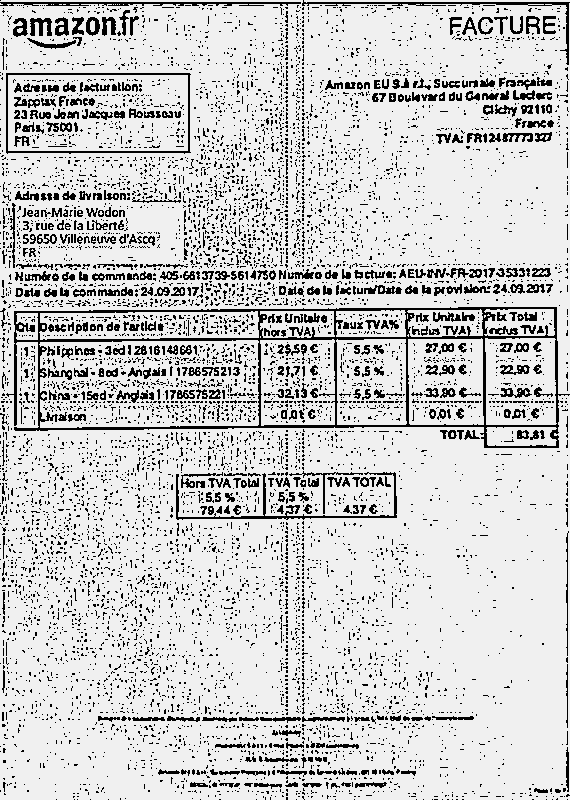 amazon.fr
FACTURE
Adresse de facturation:
Zapptax France
23 Rue Jean Jacques Rousseau
Paris, 75001
FR
Amazon EU S.à r.l., Succursale Française
67 Boulevard du General Leclerc
Clichy 92110
France
TVA: FR12487773327
Adresse de livraison:
Jean-Marie Wodon
3, rue de la Liberté
59650 Villeneuve d'Ascq
FR
Numéro de la commande: 405-6613739-5614750 Numéro de la facture: AEU-INV-FR-2017-35331223
Date de la commande: 24.09.2017 Date de la facture/Date de la provision: 24.09.2017
Qté Description de l'article Prix Unitaire (hors TVA) Taux TVA% Prix Unitaire (inclus TVA) Prix Total (inclus TVA)
1 Philippines - 3ed | 2816148661 25,59 € 5,5 % 27,00 € 27,00 €
1 Shanghai - 8ed - Anglais | 1786575213 21,71 € 5,5 % 22,90 € 22,90 €
1 China - 15ed - Anglais | 1786575221 32,13 € 5,5 % 33,90 € 33,90 €
Livraison 0,01 € 0,01 € 0,01 €
TOTAL: 83,81 €
Hors TVA Total TVA Total TVA TOTAL
5,5 % 5,5 %
79,44 € 4,37 € 4,37 €